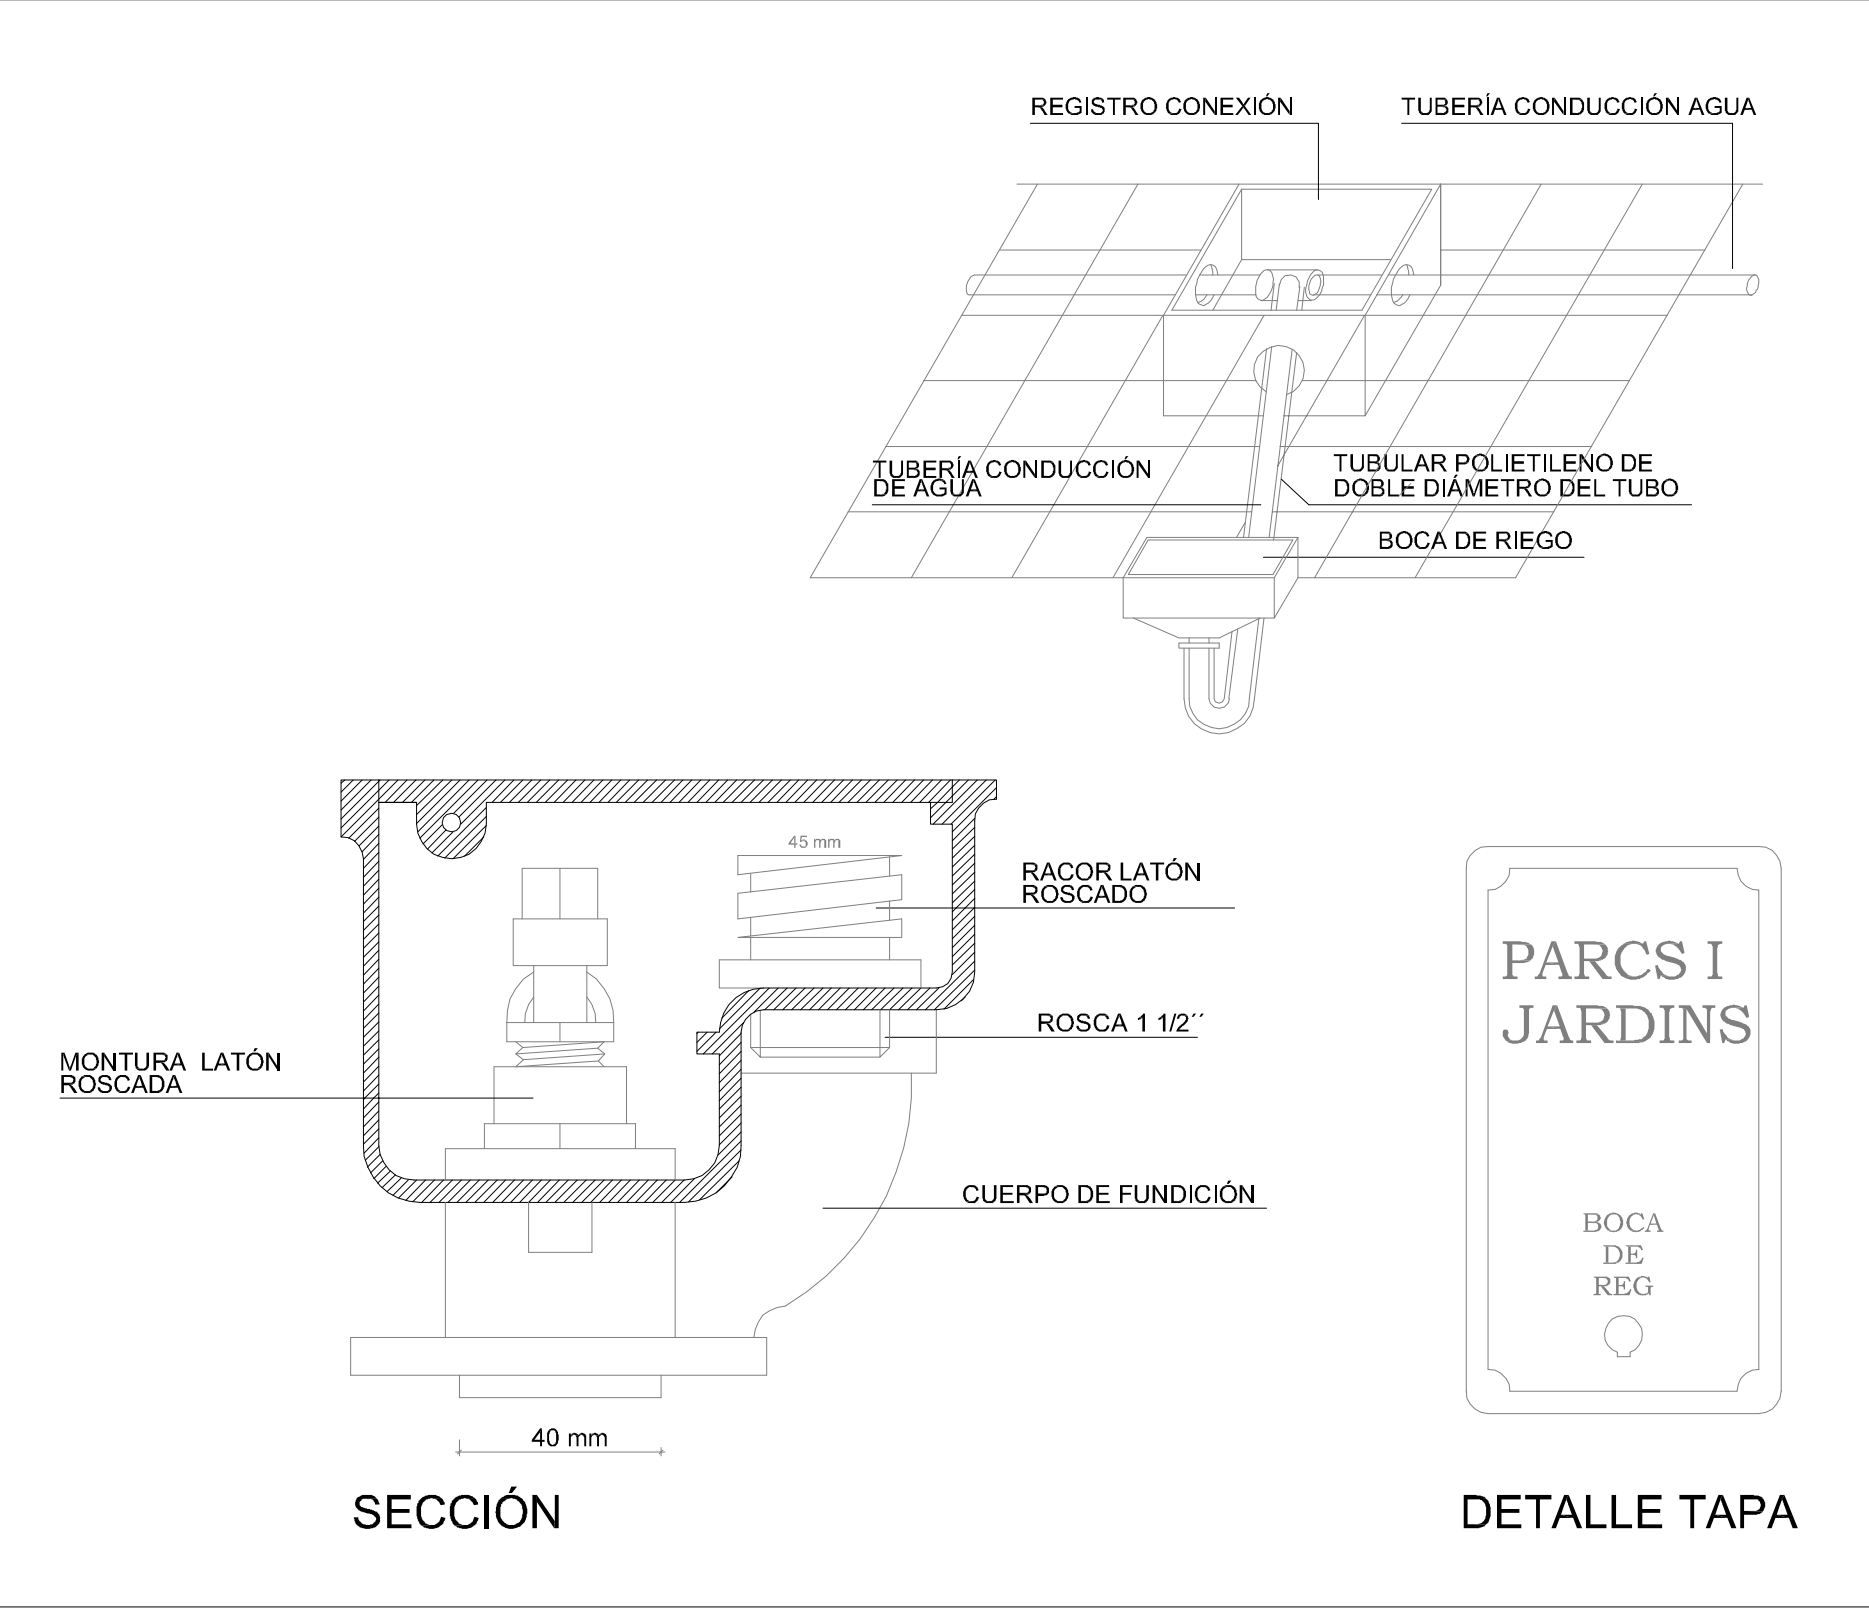 REGISTRO CONEXIÓN
TUBERÍA CONDUCCIÓN AGUA
TUBERÍA CONDUCCIÓN
DE AGUA
TUBULAR POLIETILENO DE
DOBLE DIÁMETRO DEL TUBO
BOCA DE RIEGO
45 mm
RACOR LATÓN
ROSCADO
ROSCA 1 1/2´´
MONTURA LATÓN
ROSCADA
CUERPO DE FUNDICIÓN
40 mm
SECCIÓN
PARCS I
JARDINS
BOCA
DE
REG
DETALLE TAPA